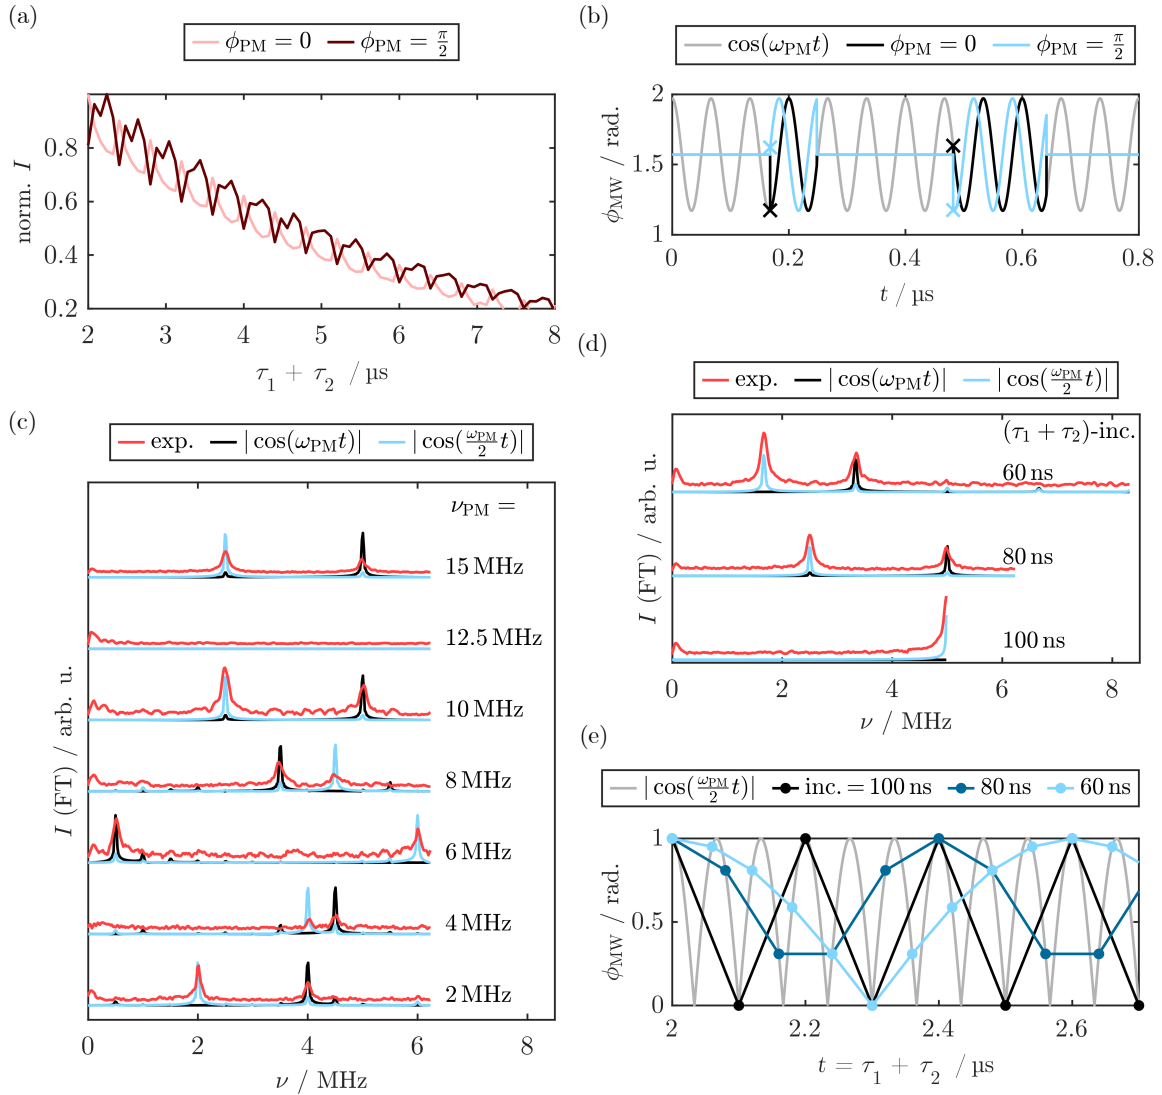 (a)
ϕPM = 0 ϕPM = π/2
norm. I
0.8
0.6
0.4
0.2
2 3 4 5 6 7 8
τ1 + τ2 / µs
(b)
cos(ωPMt) ϕPM = 0 ϕPM = π/2
ϕMW / rad.
2
1.5
1
0 0.2 0.4 0.6 0.8
t / µs
(c)
exp. |cos(ωPMt)| |cos(ωPM/2 t)|
I (FT) / arb. u.
νPM =
15 MHz
12.5 MHz
10 MHz
8 MHz
6 MHz
4 MHz
2 MHz
0 2 4 6 8
ν / MHz
(d)
exp. |cos(ωPMt)| |cos(ωPM/2 t)|
I (FT) / arb. u.
(τ1 + τ2)-inc.
60 ns
80 ns
100 ns
0 2 4 6 8
ν / MHz
(e)
|cos(ωPM/2 t)| inc. = 100 ns 80 ns 60 ns
ϕMW / rad.
1
0.5
0
2 2.2 2.4 2.6
t = τ1 + τ2 / µs